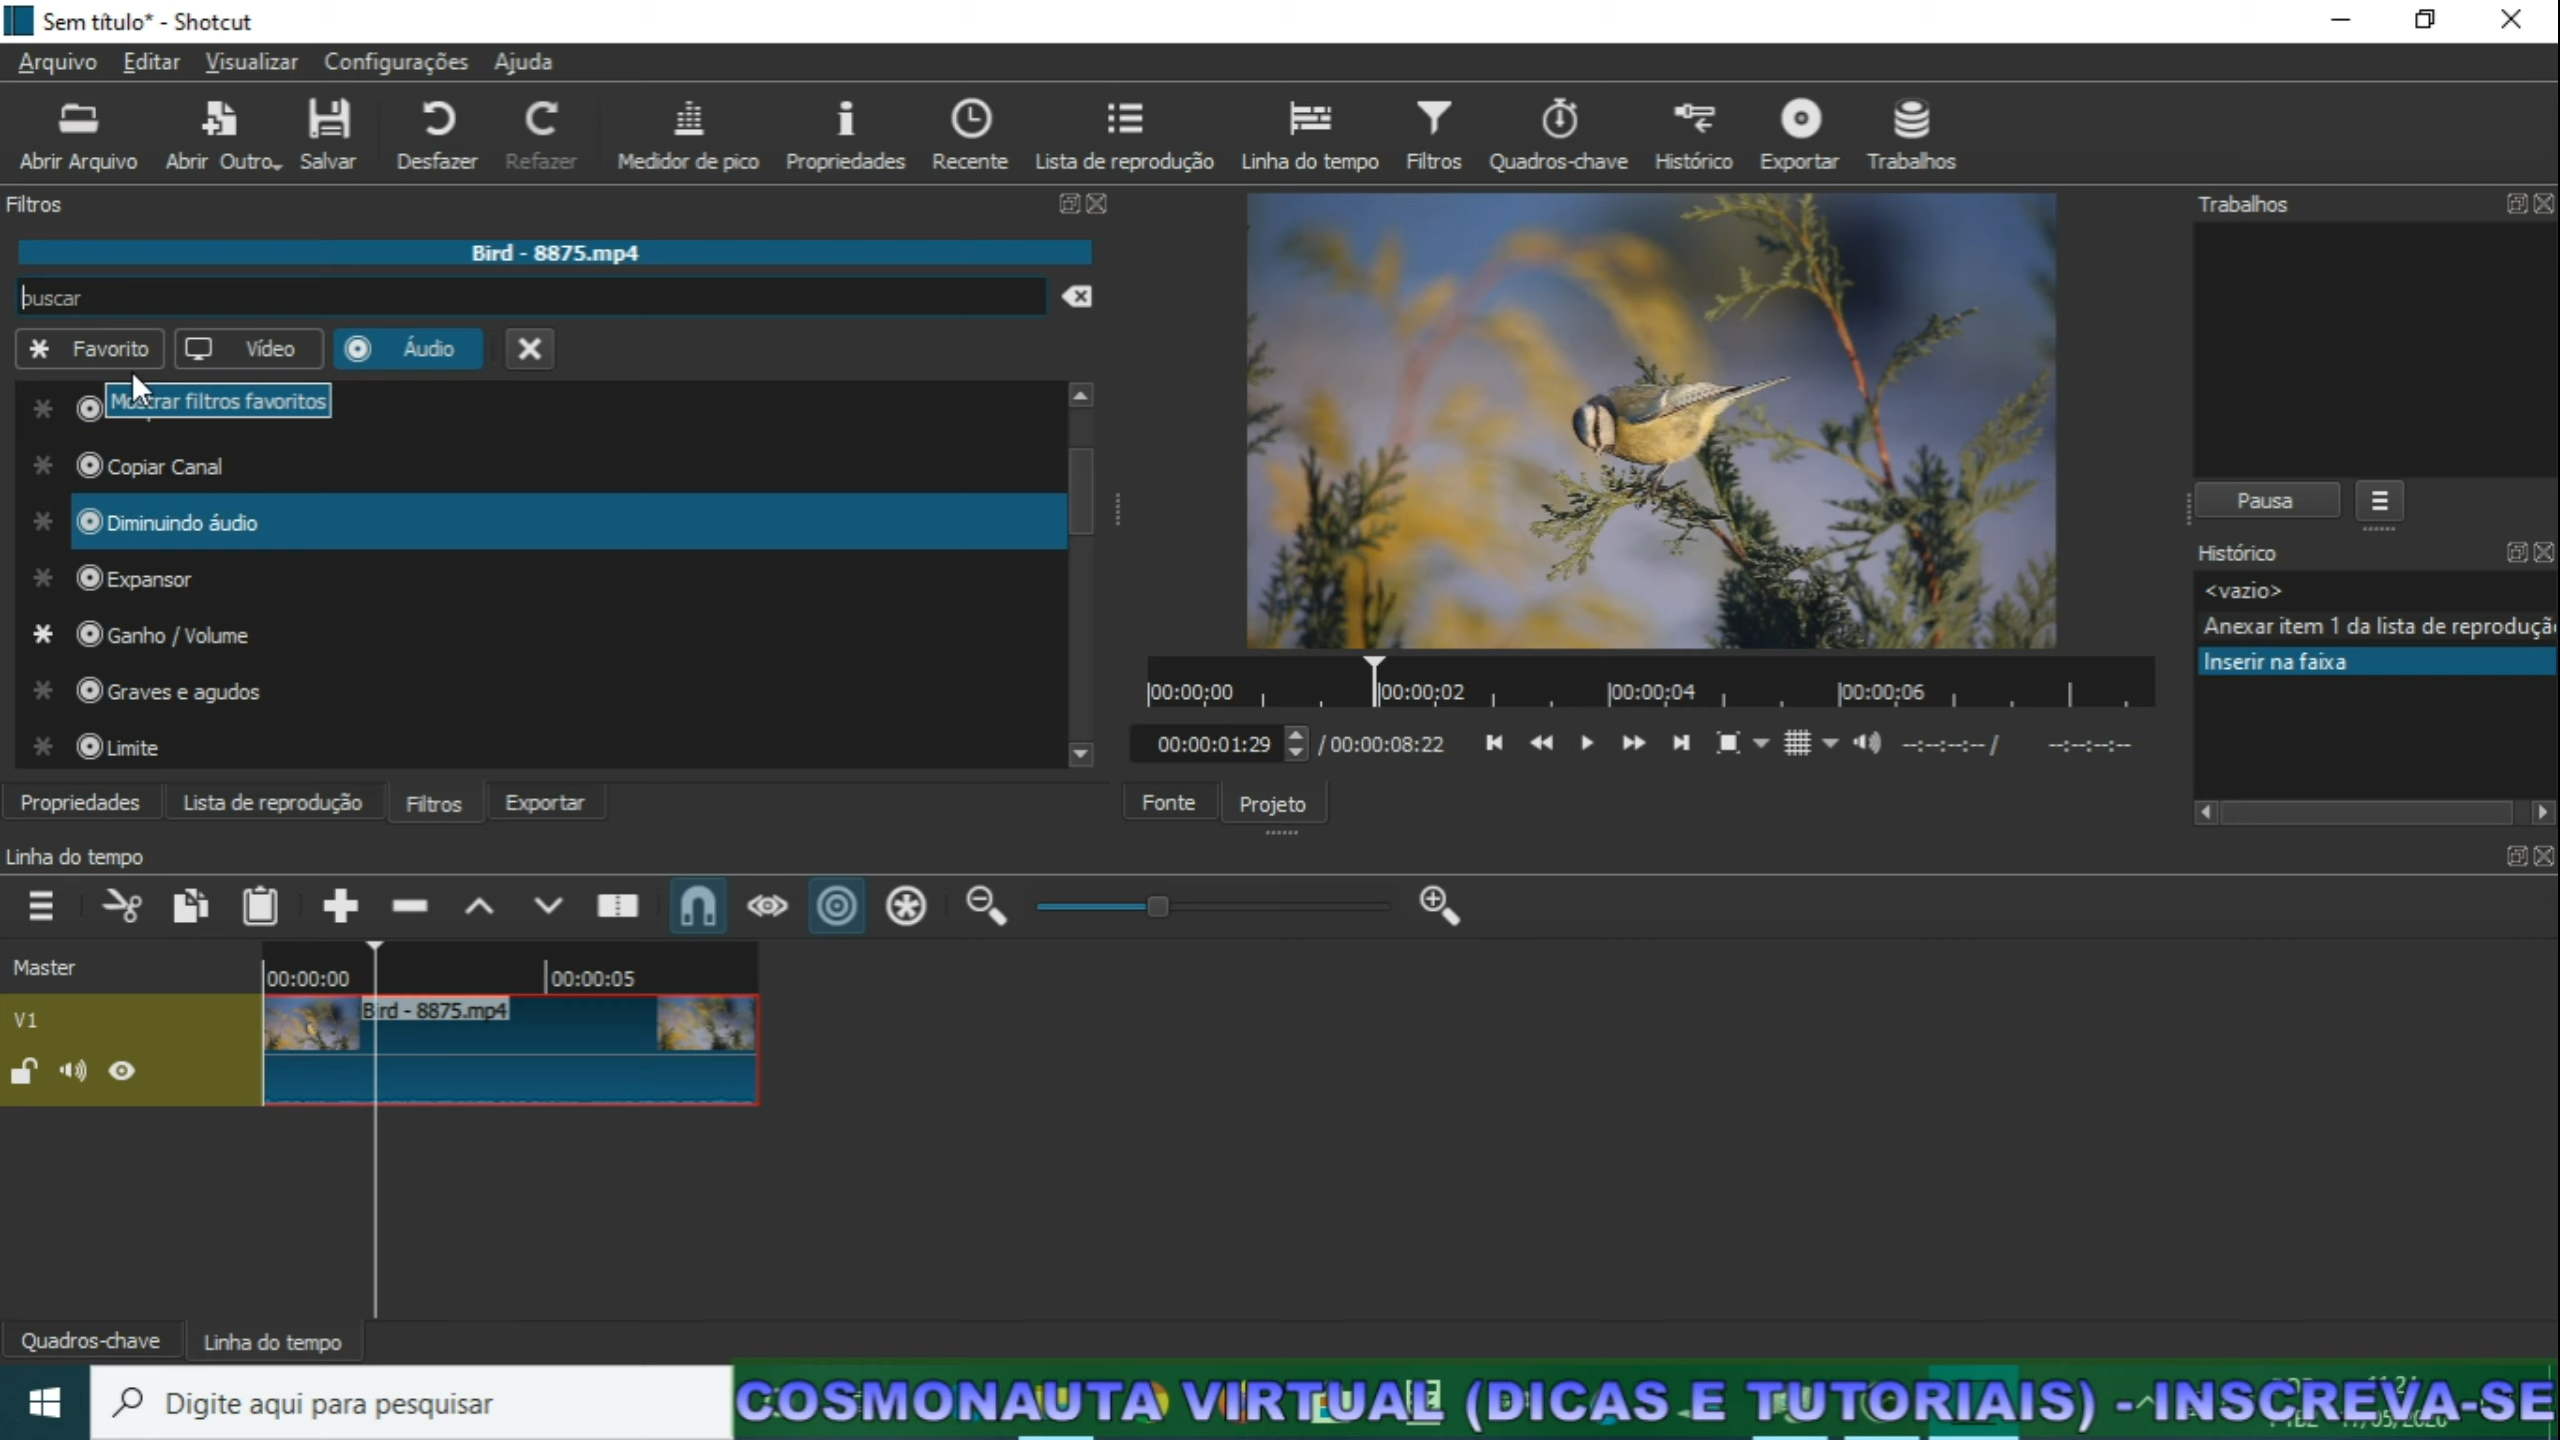 Sem título* - Shotcut
Arquivo Editar Visualizar Configurações Ajuda
Abrir Arquivo Abrir Outro Salvar Desfazer Refazer Medidor de pico Propriedades Recente Lista de reprodução Linha do tempo Filtros Quadros-chave Histórico Exportar Trabalhos
Filtros
Bird - 8875.mp4
buscar
Favorito Vídeo Áudio
Mostrar filtros favoritos
Copiar Canal
Diminuindo áudio
Expansor
Ganho / Volume
Graves e agudos
Limite
Propriedades Lista de reprodução Filtros Exportar
00:00:00 00:00:02 00:00:04 00:00:06
00:00:01:29 / 00:00:08:22 --:--:--:-- / --:--:--:--
Fonte Projeto
Trabalhos
Pausa
Histórico
<vazio>
Anexar item 1 da lista de reproduçã
Inserir na faixa
Linha do tempo
Master
00:00:00 00:00:05
V1
Bird - 8875.mp4
Quadros-chave Linha do tempo
Digite aqui para pesquisar
COSMONAUTA VIRTUAL (DICAS E TUTORIAIS) - INSCREVA-SE